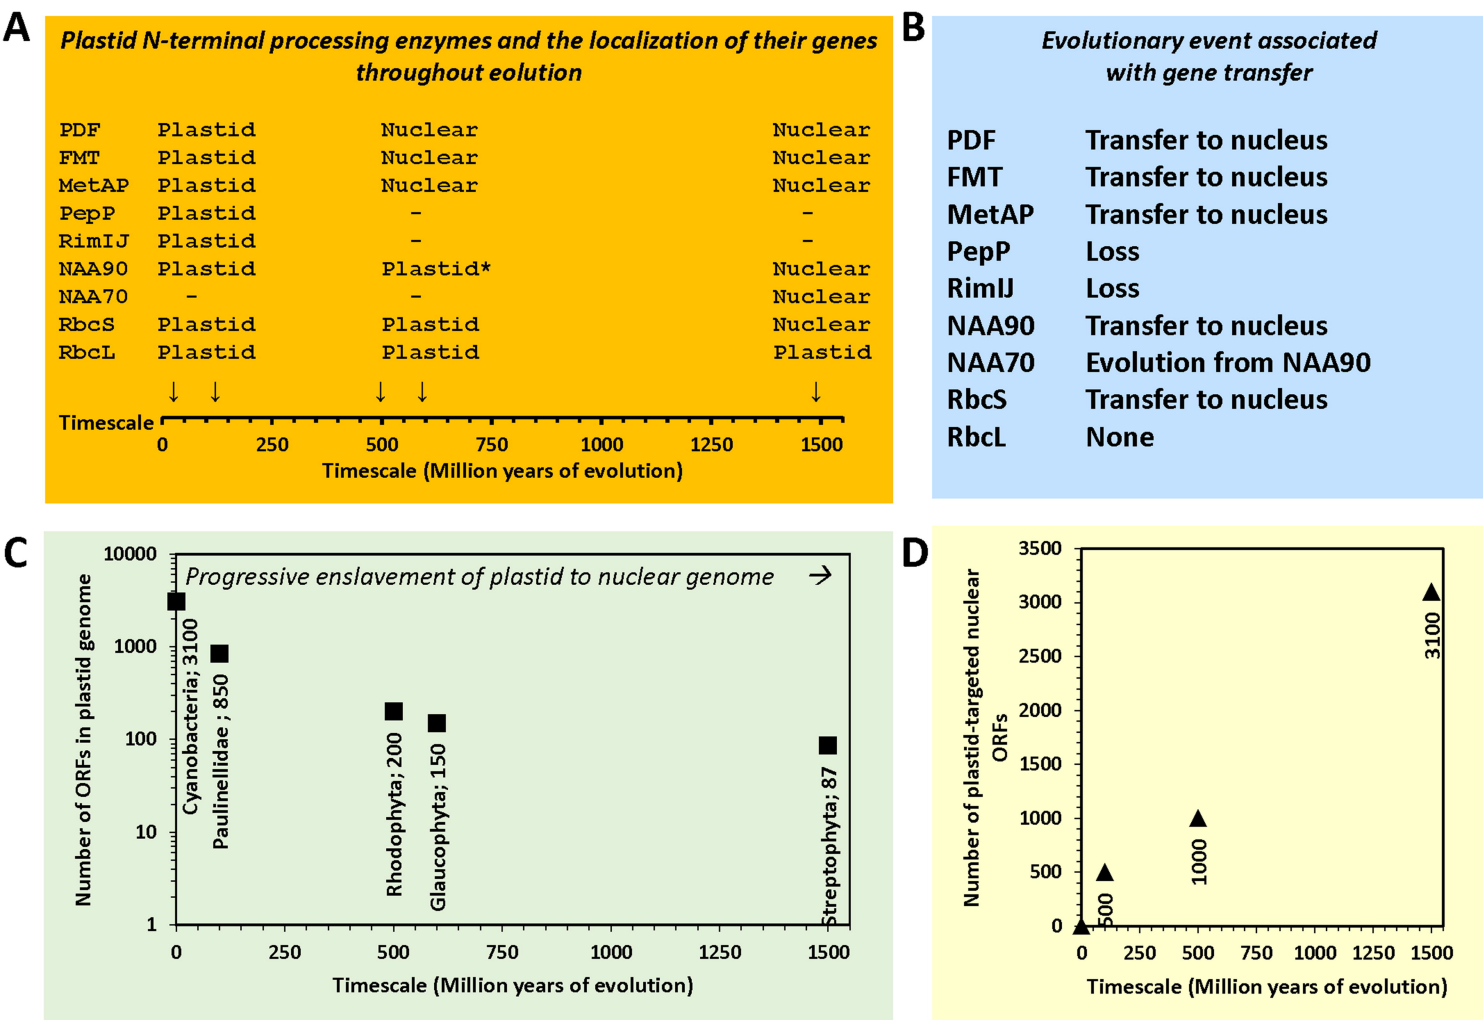 A
Plastid N-terminal processing enzymes and the localization of their genes
throughout eolution
PDF Plastid Nuclear Nuclear
FMT Plastid Nuclear Nuclear
MetAP Plastid Nuclear Nuclear
PepP Plastid - -
RimIJ Plastid - -
NAA90 Plastid Plastid* Nuclear
NAA70 - - Nuclear
RbcS Plastid Plastid Nuclear
RbcL Plastid Plastid Plastid
↓ ↓ ↓ ↓ ↓
Timescale
0 250 500 750 1000 1250 1500
Timescale (Million years of evolution)
B
Evolutionary event associated
with gene transfer
PDF Transfer to nucleus
FMT Transfer to nucleus
MetAP Transfer to nucleus
PepP Loss
RimIJ Loss
NAA90 Transfer to nucleus
NAA70 Evolution from NAA90
RbcS Transfer to nucleus
RbcL None
C
Number of ORFs in plastid genome
10000
1000
100
10
1
Progressive enslavement of plastid to nuclear genome →
Cyanobacteria; 3100
Paulinellidae ; 850
Rhodophyta; 200
Glaucophyta; 150
Streptophyta; 87
0 250 500 750 1000 1250 1500
Timescale (Million years of evolution)
D
Number of plastid-targeted nuclear
ORFs
3500
3000
2500
2000
1500
1000
500
0
500
1000
3100
0 250 500 750 1000 1250 1500
Timescale (Million years of evolution)